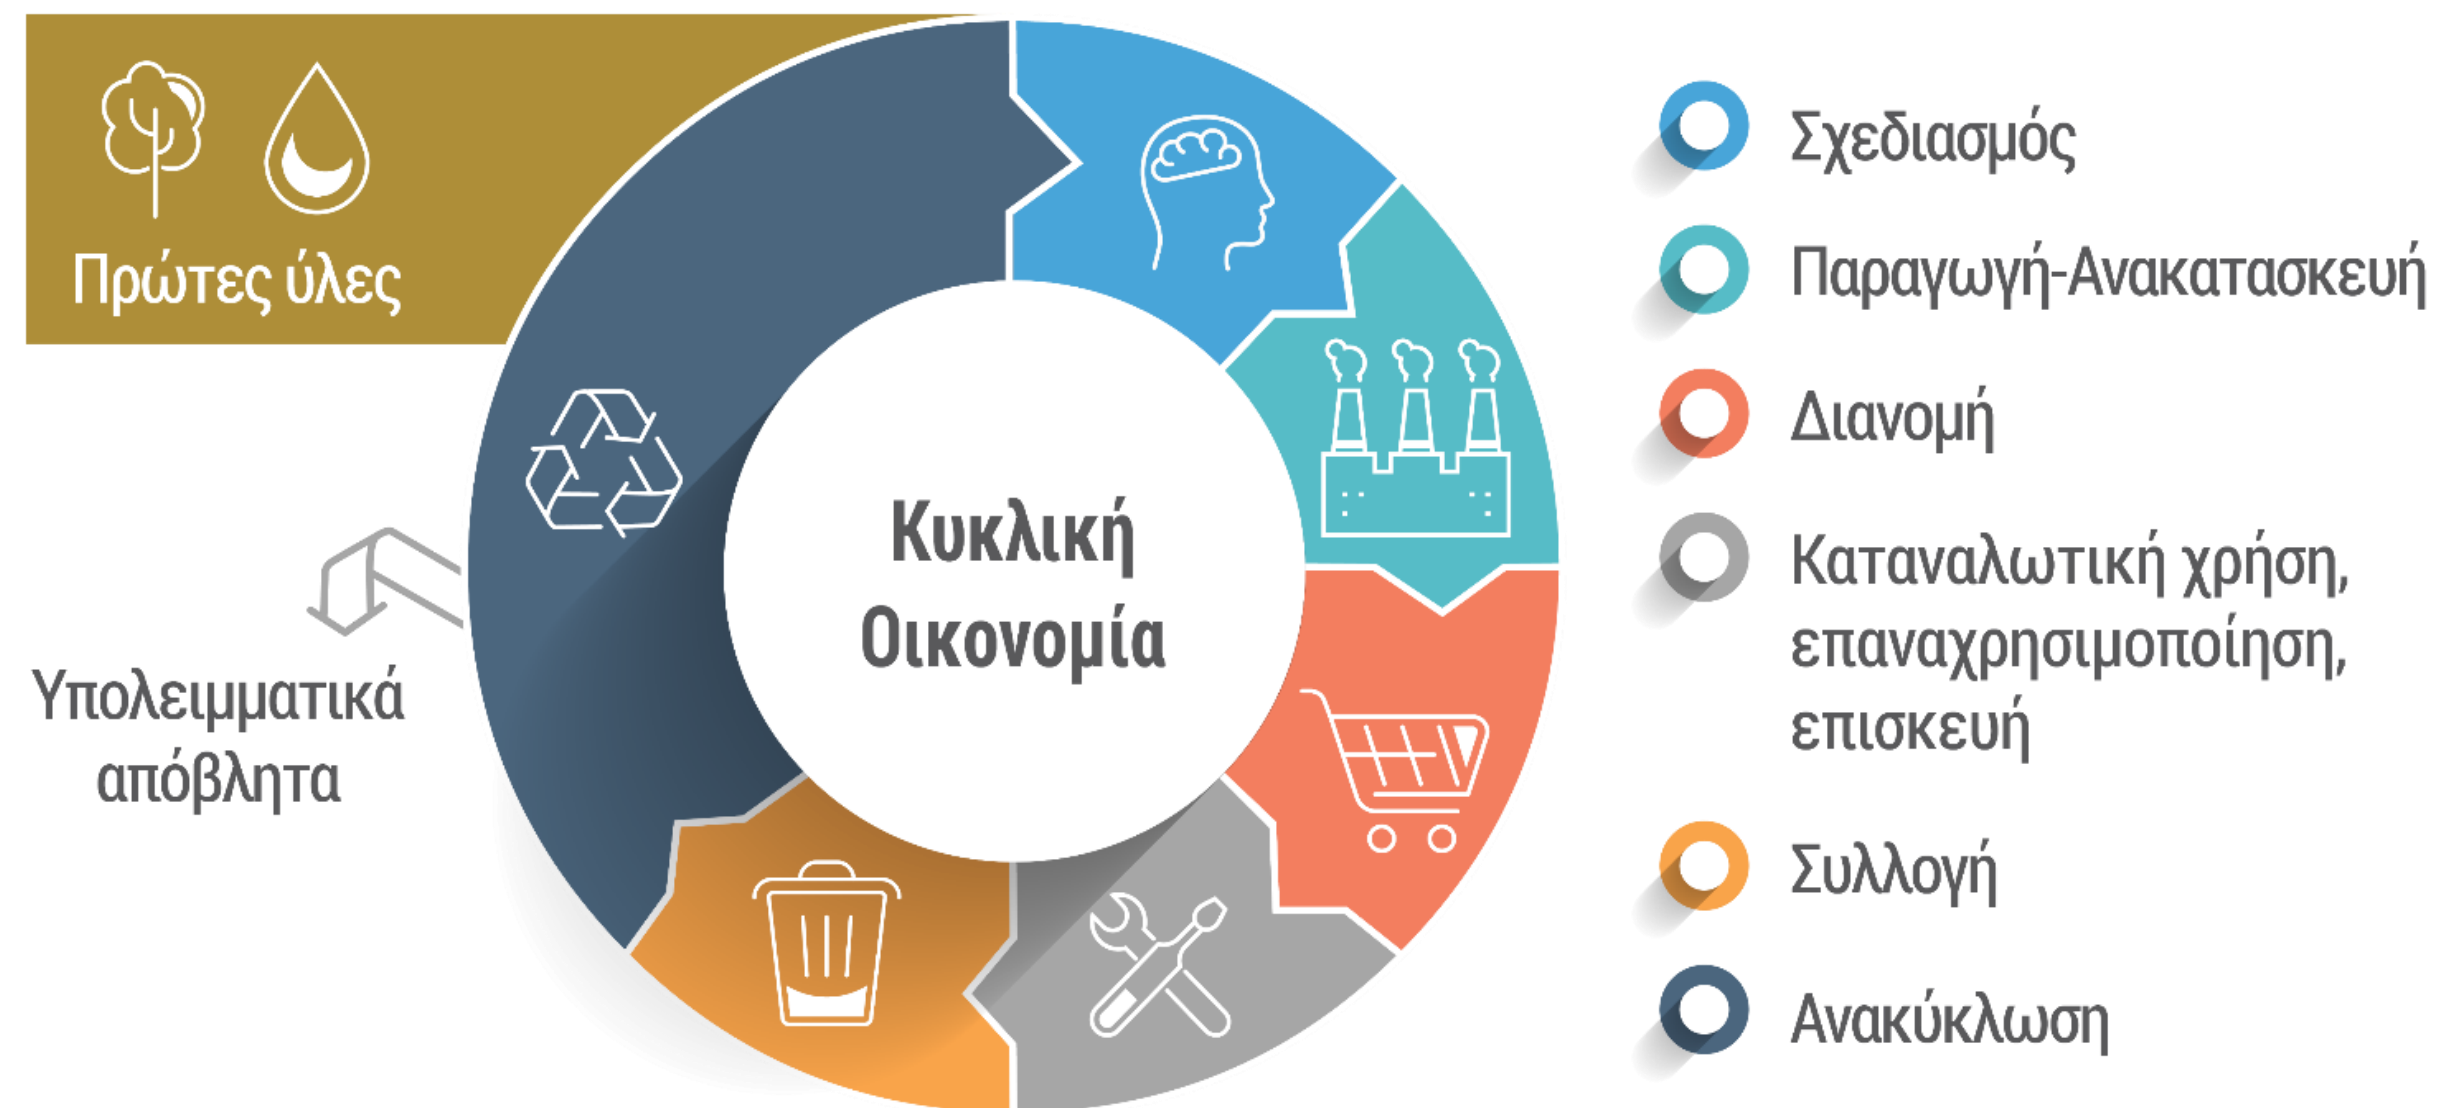 Πρώτες ύλες
Υπολειμματικά
απόβλητα
Κυκλική
Οικονομία
Σχεδιασμός
Παραγωγή-Ανακατασκευή
Διανομή
Καταναλωτική χρήση,
επαναχρησιμοποίηση,
επισκευή
Συλλογή
Ανακύκλωση